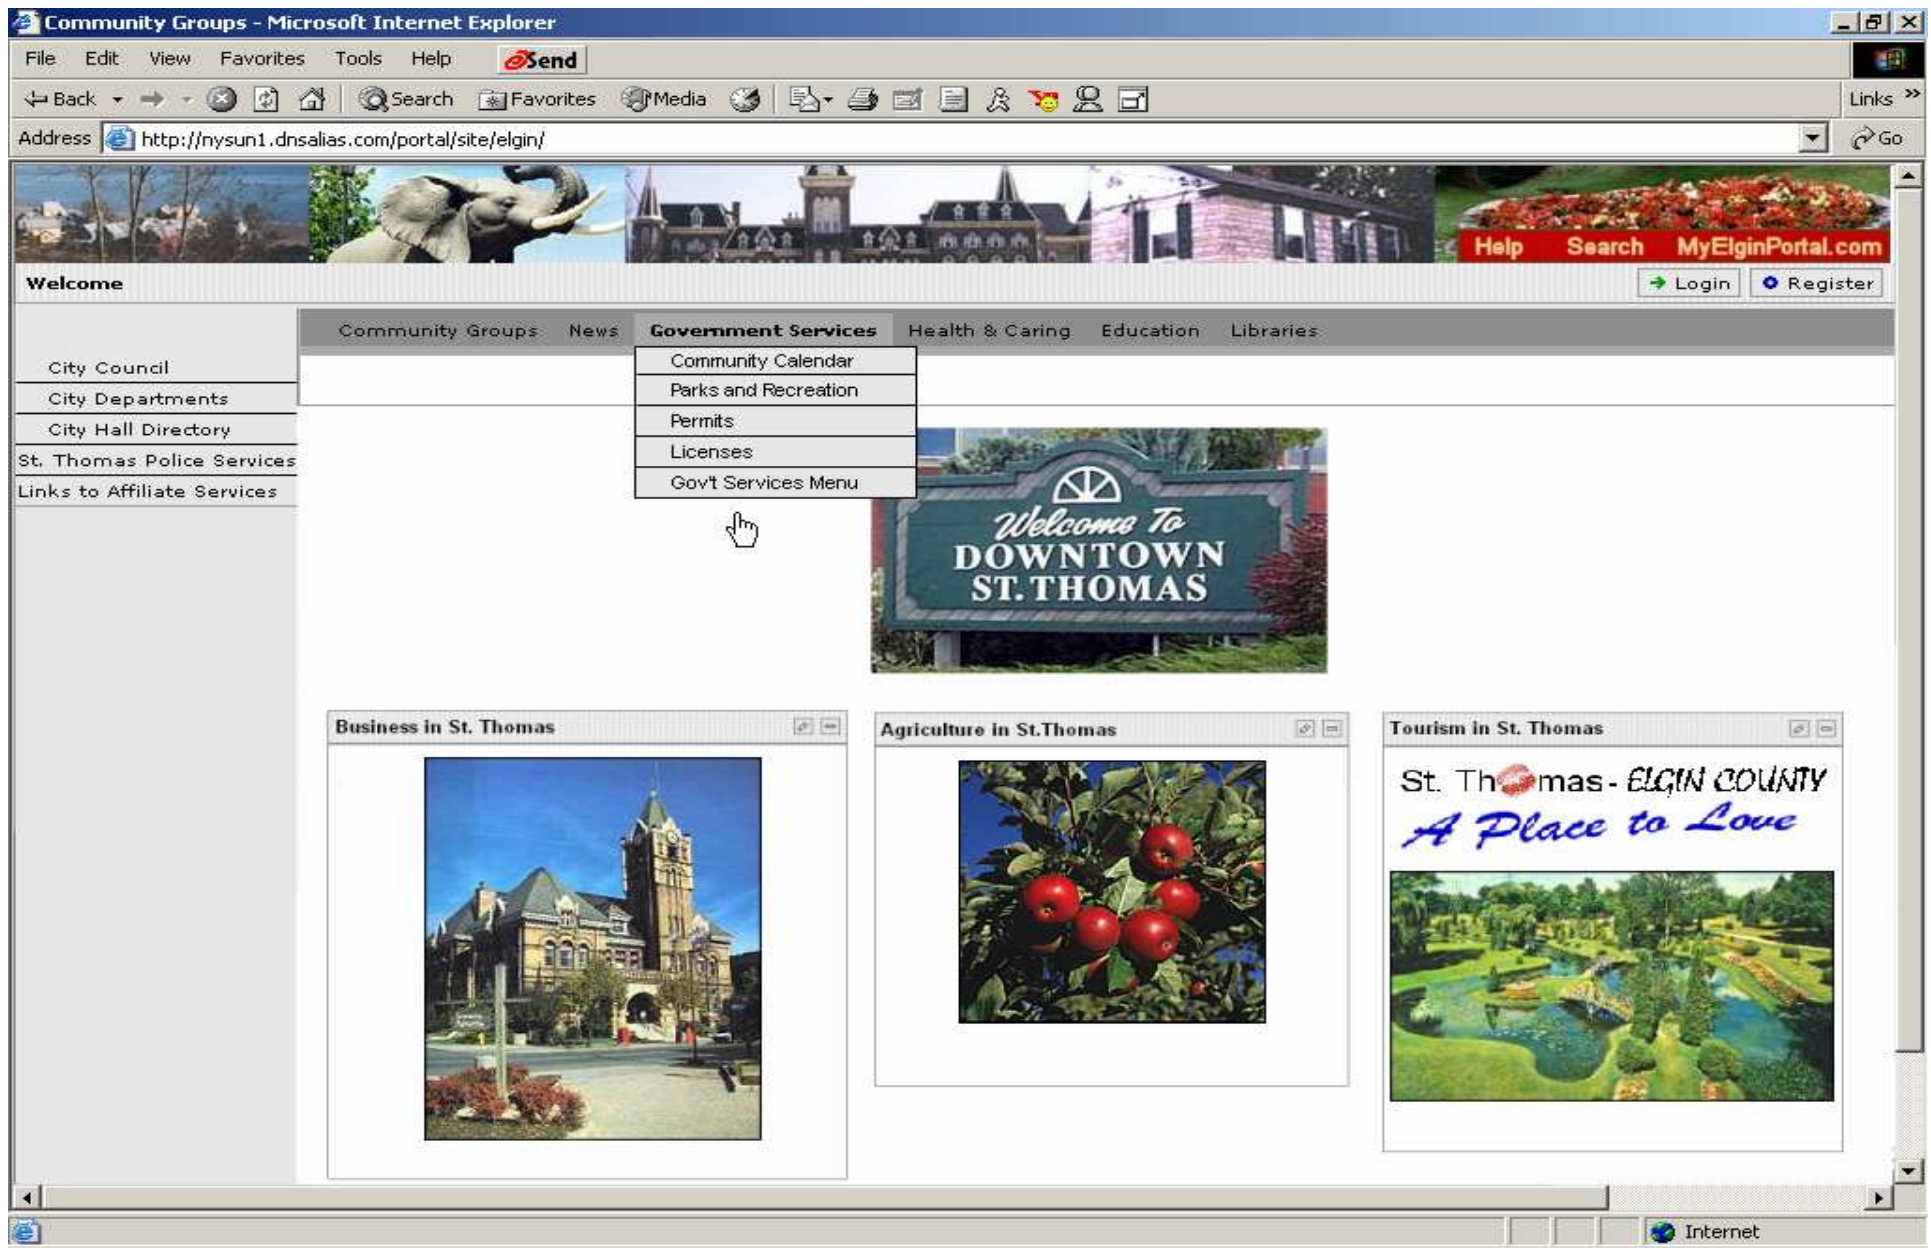 Community Groups - Microsoft Internet Explorer
File Edit View Favorites Tools Help Send
Back Search Favorites Media Links »
Address http://nysun1.dnsalias.com/portal/site/elgin/ Go
Help Search MyElginPortal.com
Welcome Login Register
Community Groups News Government Services Health & Caring Education Libraries
City Council
City Departments
City Hall Directory
St. Thomas Police Services
Links to Affiliate Services
Community Calendar
Parks and Recreation
Permits
Licenses
Gov't Services Menu
Welcome To
DOWNTOWN
ST. THOMAS
Business in St. Thomas
Agriculture in St.Thomas
Tourism in St. Thomas
St. Thomas - ELGIN COUNTY
A Place to Love
Internet